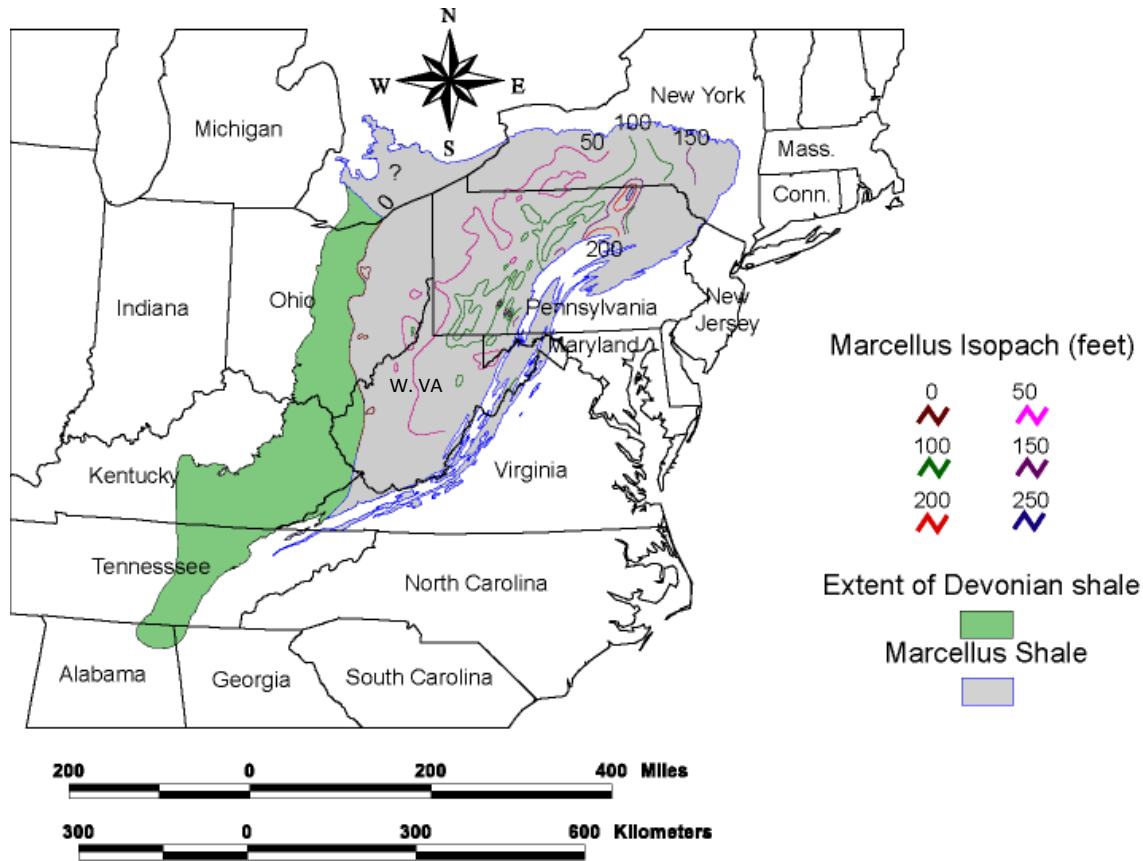 N
W
E
S
Michigan
New York
50
100
150
Mass.
Conn.
?
0
200
Indiana
Ohio
Pennsylvania
New
Jersey
Maryland
W. VA
Kentucky
Virginia
Tennesssee
North Carolina
Alabama
Georgia
South Carolina
Marcellus Isopach (feet)
0 50
100 150
200 250
Extent of Devonian shale
Marcellus Shale
200 0 200 400 Miles
300 0 300 600 Kilometers